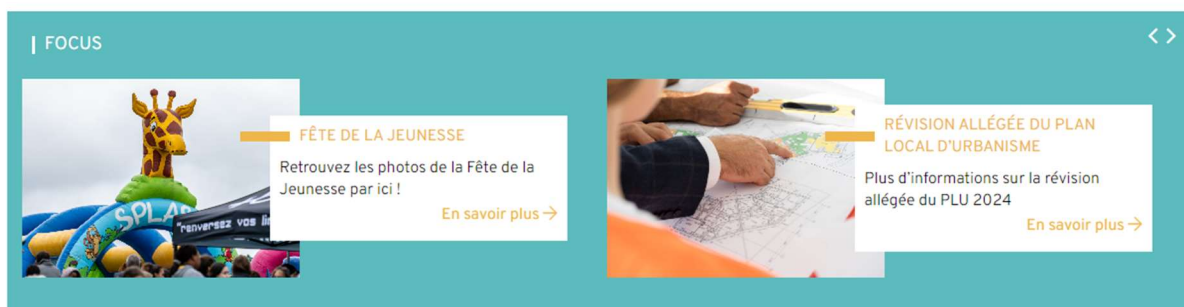 FOCUS
FÊTE DE LA JEUNESSE
Retrouvez les photos de la Fête de la
Jeunesse par ici !
En savoir plus →
SPLA
"renversez vos li
RÉVISION ALLÉGÉE DU PLAN
LOCAL D'URBANISME
Plus d'informations sur la révision
allégée du PLU 2024
En savoir plus →